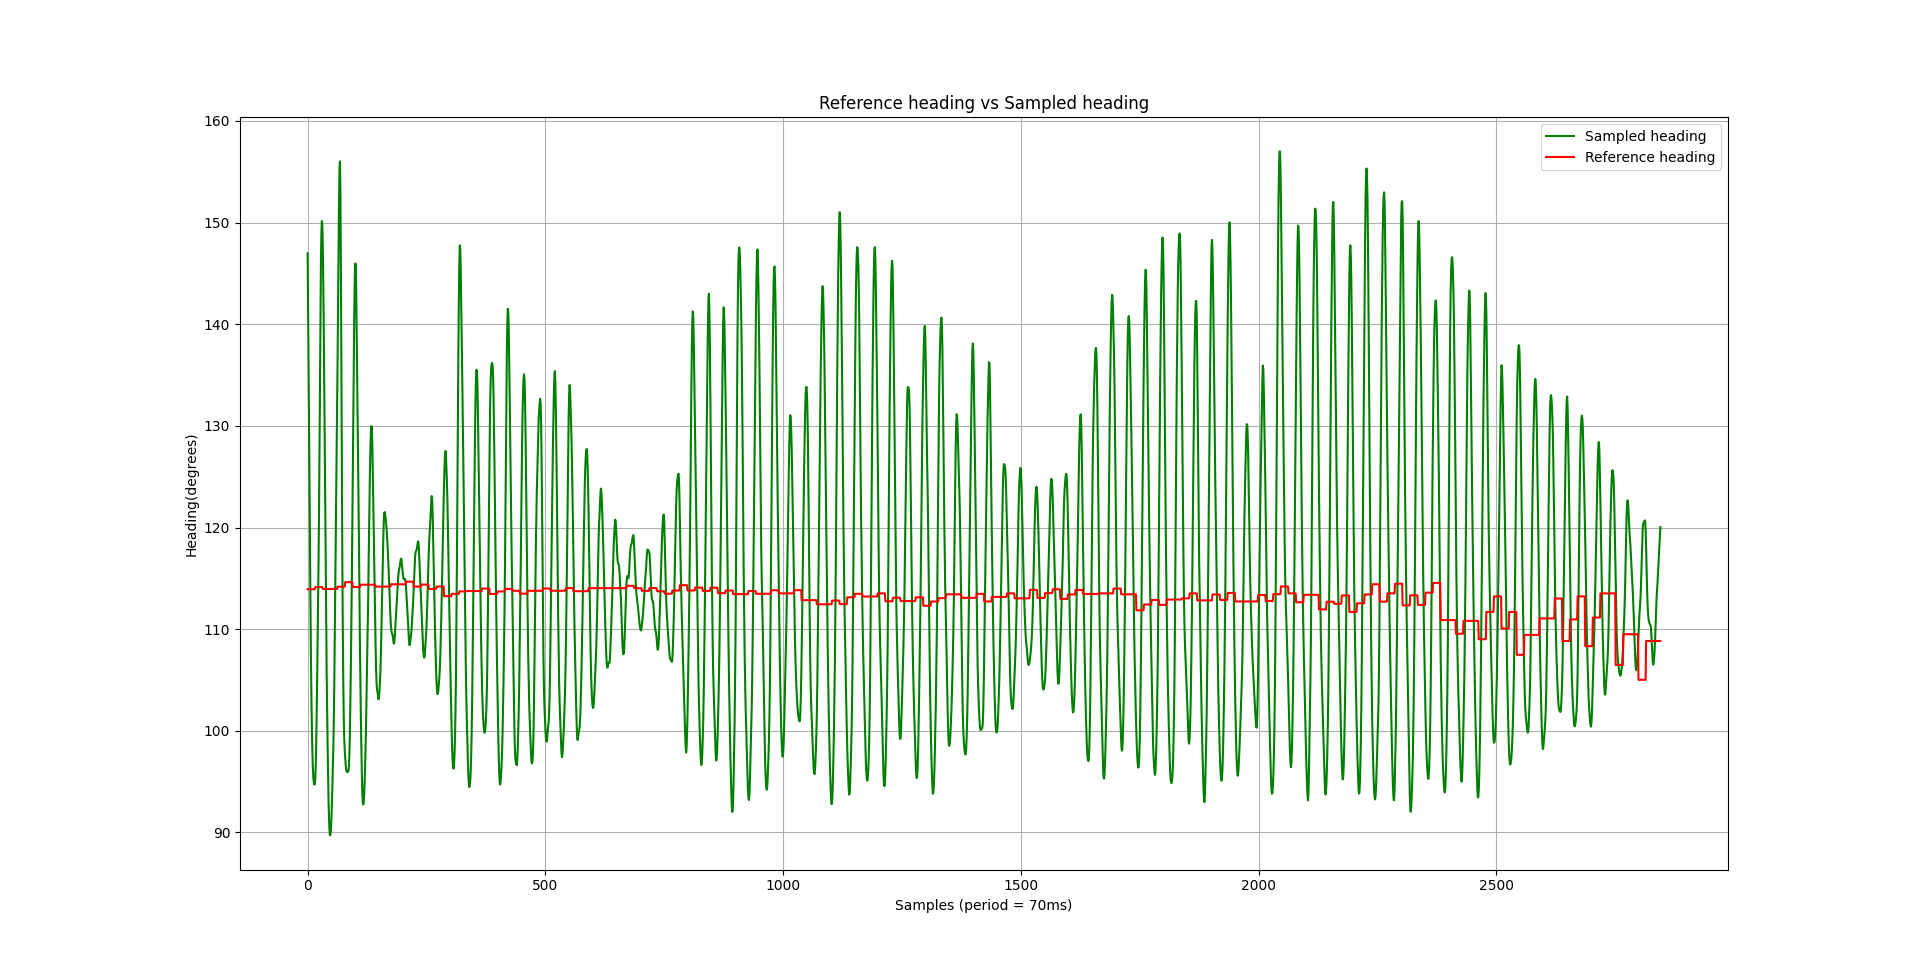 Reference heading vs Sampled heading
Sampled heading
Reference heading
160
150
140
130
120
110
100
90
Heading(degrees)
0 500 1000 1500 2000 2500
Samples (period = 70ms)